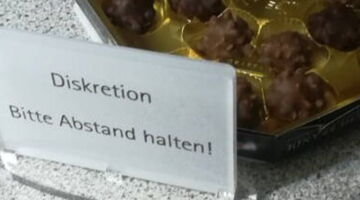 Diskretion
Bitte Abstand halten!